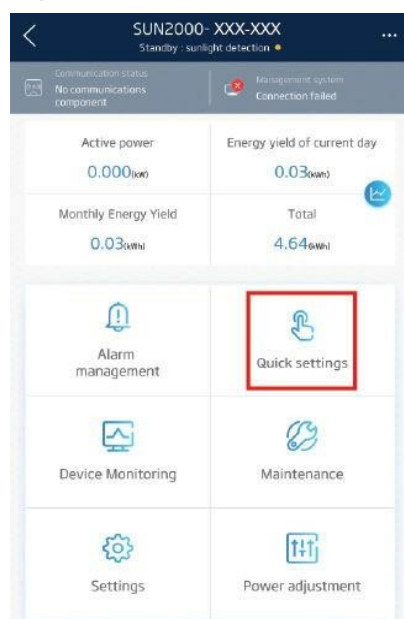 SUN2000- XXX-XXX
Standby : sunlight detection
...
Communication status
No communications
component
Management system
Connection failed
Active power
0.000(kW)
Energy yield of current day
0.03(kWh)
Monthly Energy Yield
0.03(kWh)
Total
4.64(kWh)
Alarm
management
Quick settings
Device Monitoring
Maintenance
Settings
Power adjustment